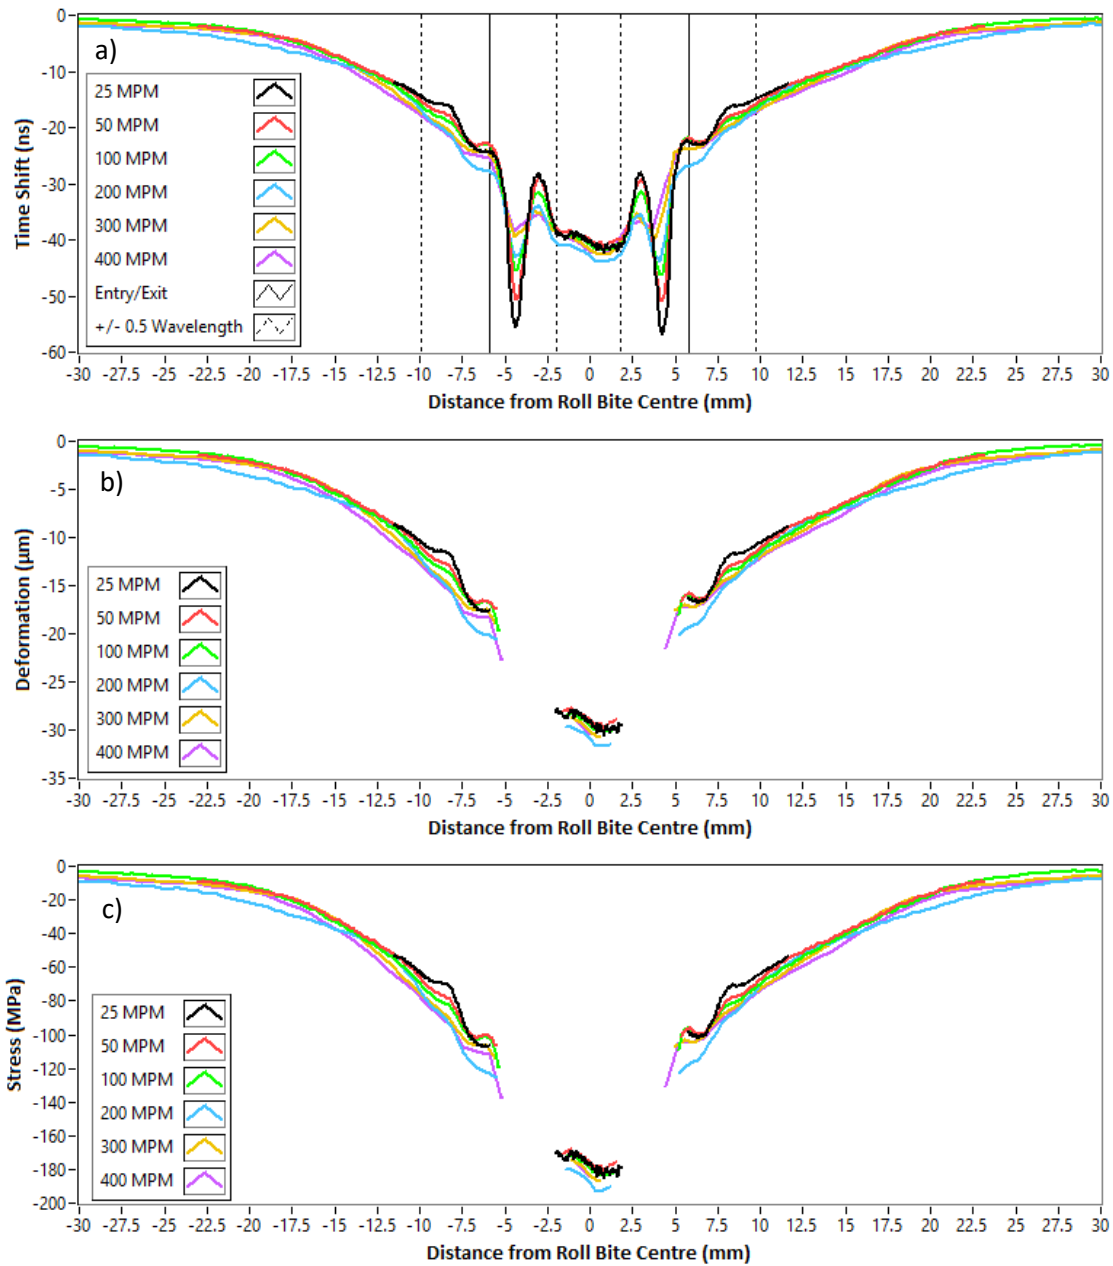 a)
Time Shift (ns)
0
-10
-20
-30
-40
-50
-60
25 MPM
50 MPM
100 MPM
200 MPM
300 MPM
400 MPM
Entry/Exit
+/- 0.5 Wavelength
-30 -27.5 -25 -22.5 -20 -17.5 -15 -12.5 -10 -7.5 -5 -2.5 0 2.5 5 7.5 10 12.5 15 17.5 20 22.5 25 27.5 30
Distance from Roll Bite Centre (mm)
b)
Deformation (µm)
0
-5
-10
-15
-20
-25
-30
-35
25 MPM
50 MPM
100 MPM
200 MPM
300 MPM
400 MPM
-30 -27.5 -25 -22.5 -20 -17.5 -15 -12.5 -10 -7.5 -5 -2.5 0 2.5 5 7.5 10 12.5 15 17.5 20 22.5 25 27.5 30
Distance from Roll Bite Centre (mm)
c)
Stress (MPa)
0
-20
-40
-60
-80
-100
-120
-140
-160
-180
-200
25 MPM
50 MPM
100 MPM
200 MPM
300 MPM
400 MPM
-30 -27.5 -25 -22.5 -20 -17.5 -15 -12.5 -10 -7.5 -5 -2.5 0 2.5 5 7.5 10 12.5 15 17.5 20 22.5 25 27.5 30
Distance from Roll Bite Centre (mm)